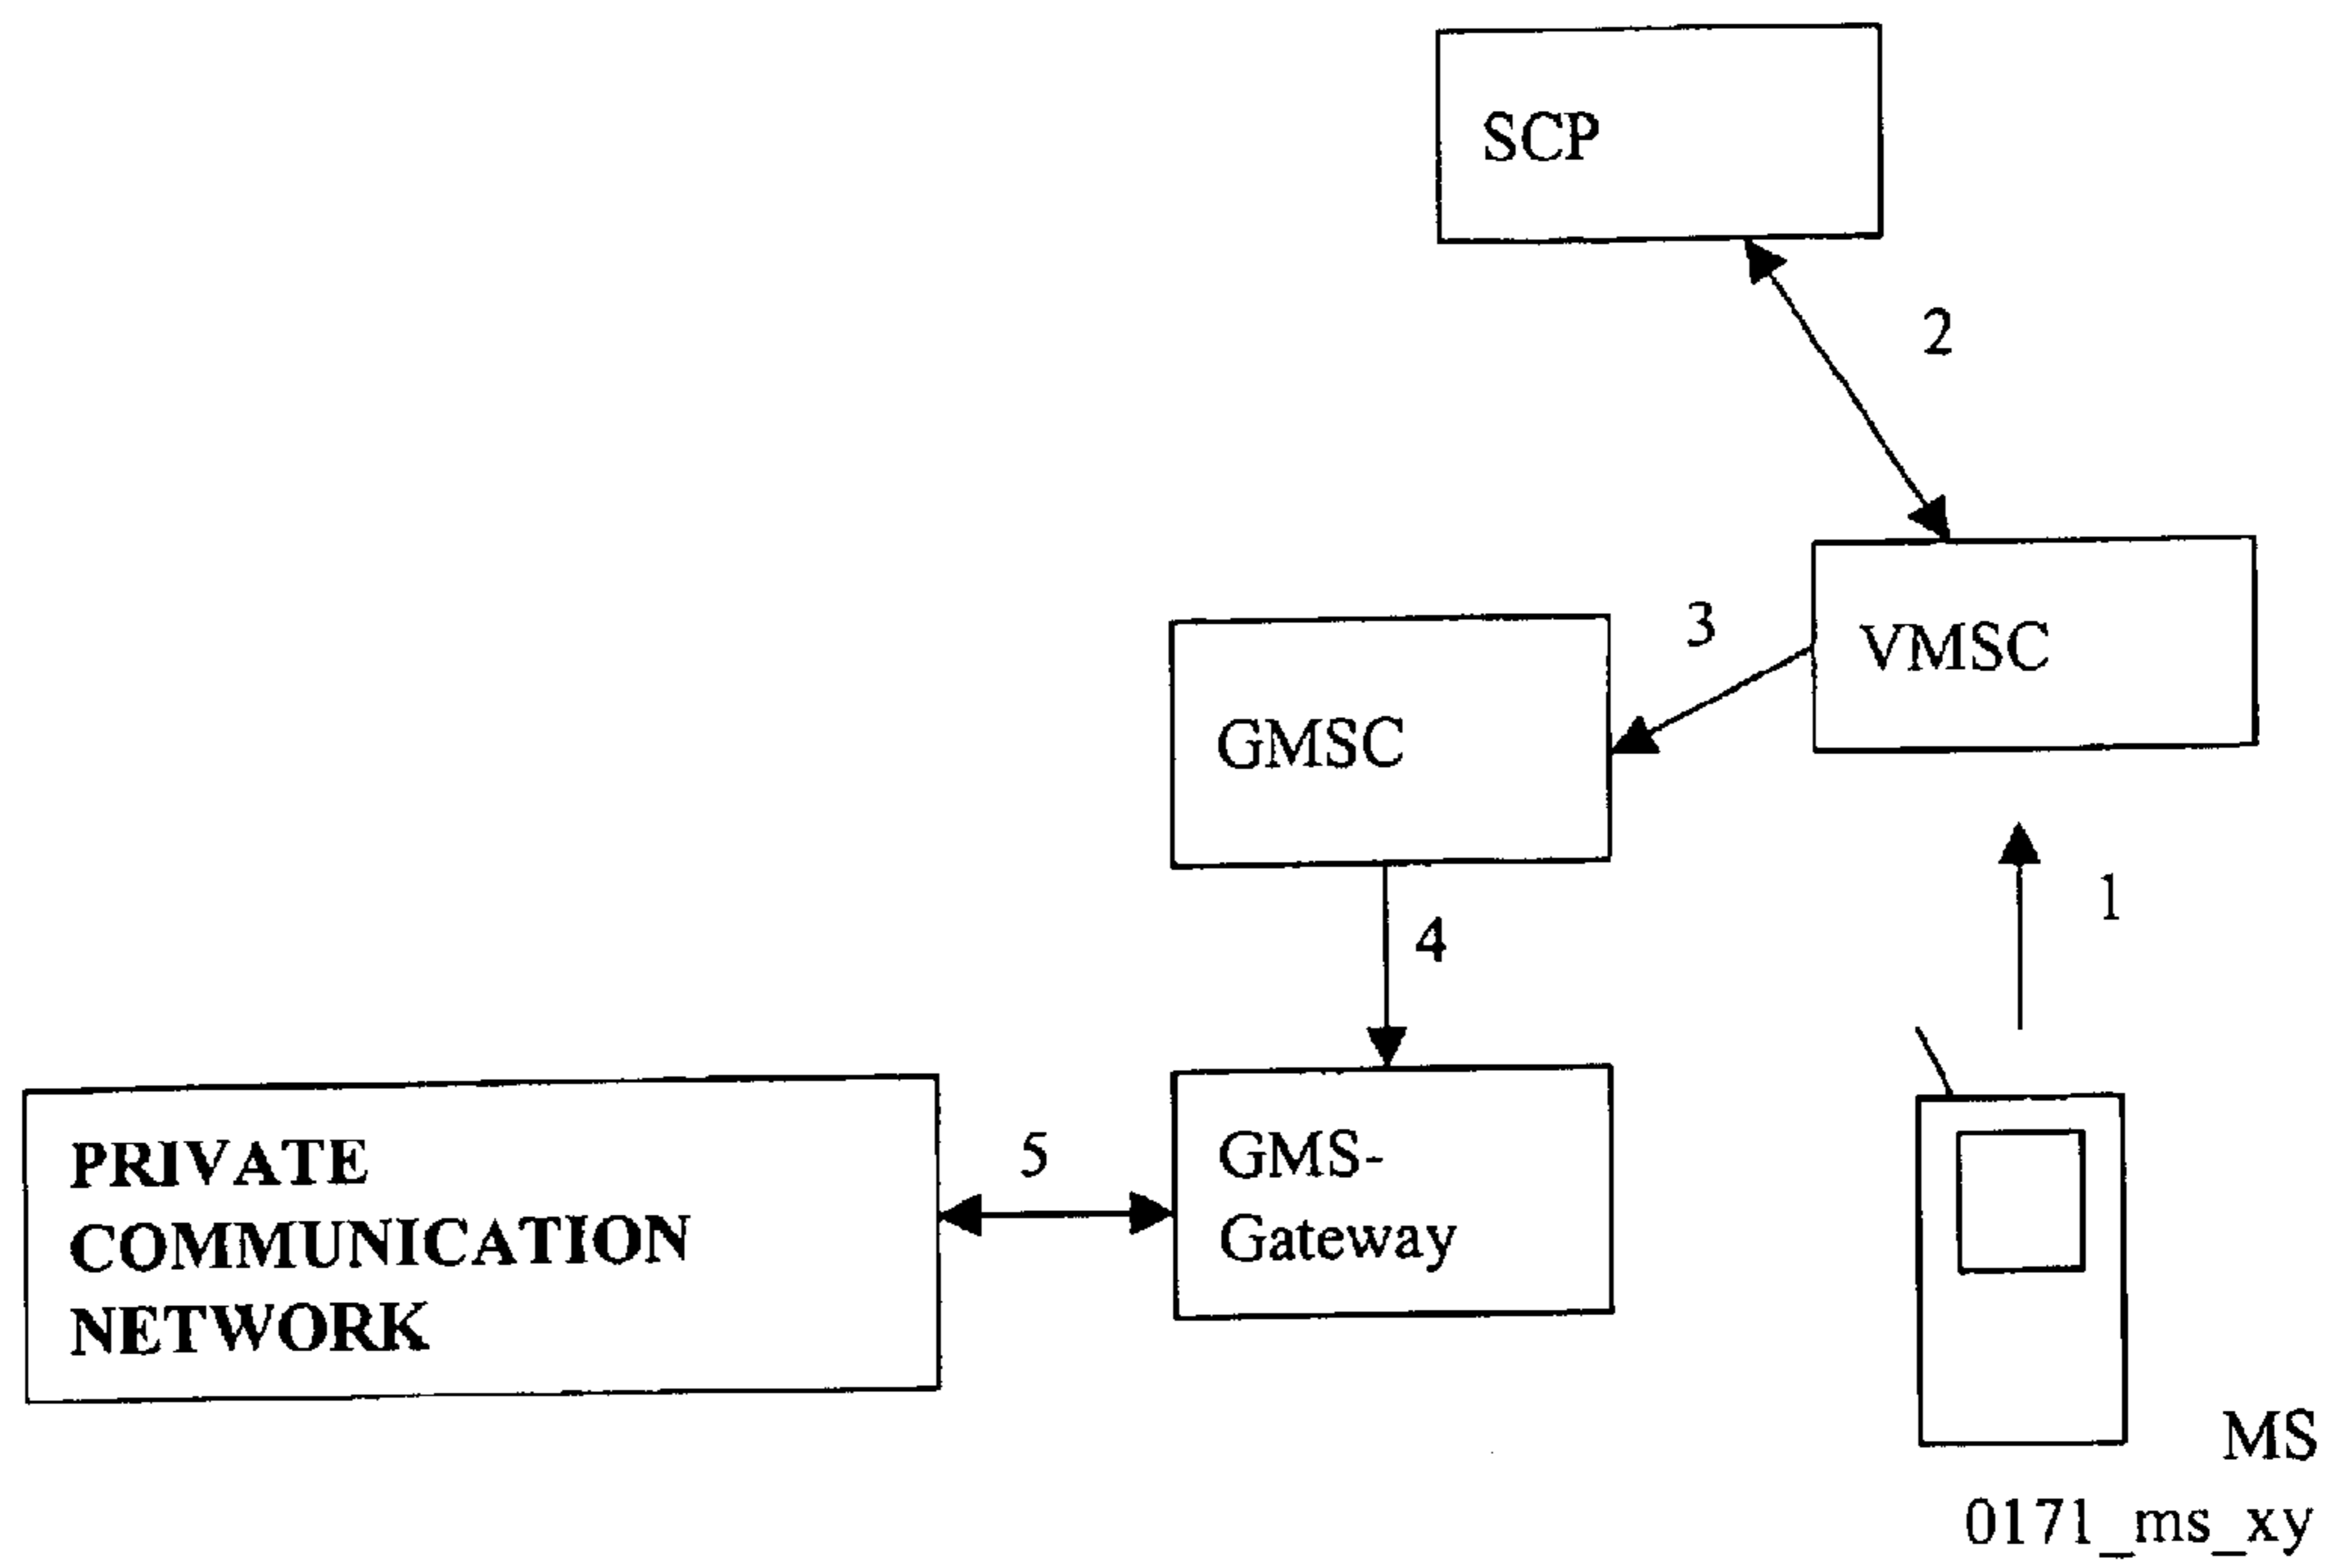 SCP
2
3
VMSC
GMSC
1
4
PRIVATE
COMMUNICATION
NETWORK
5
GMS-
Gateway
MS
0171_ms_xy